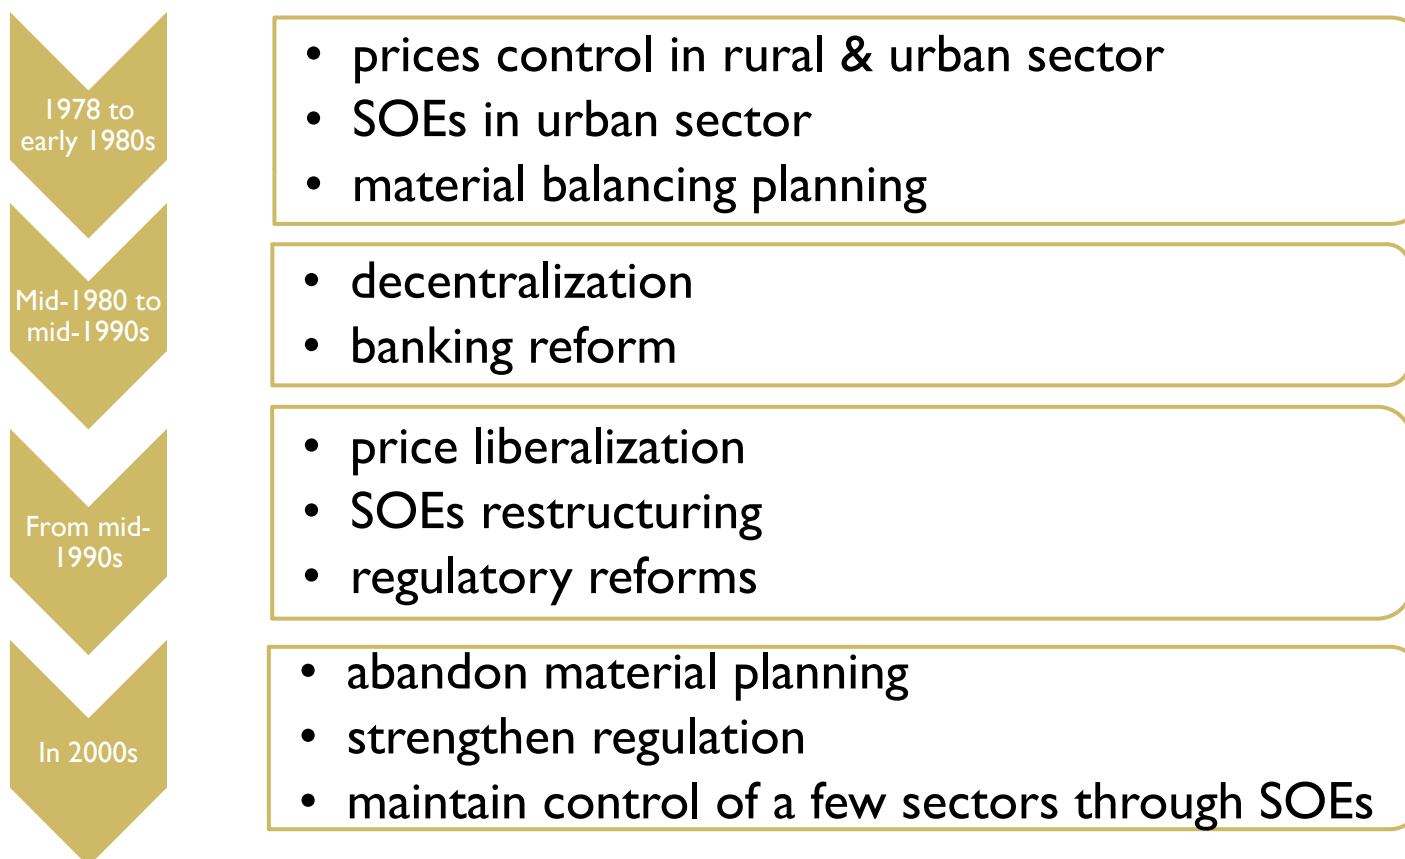 1978 to
early 1980s
• prices control in rural & urban sector
• SOEs in urban sector
• material balancing planning
Mid-1980 to
mid-1990s
• decentralization
• banking reform
From mid-
1990s
• price liberalization
• SOEs restructuring
• regulatory reforms
In 2000s
• abandon material planning
• strengthen regulation
• maintain control of a few sectors through SOEs